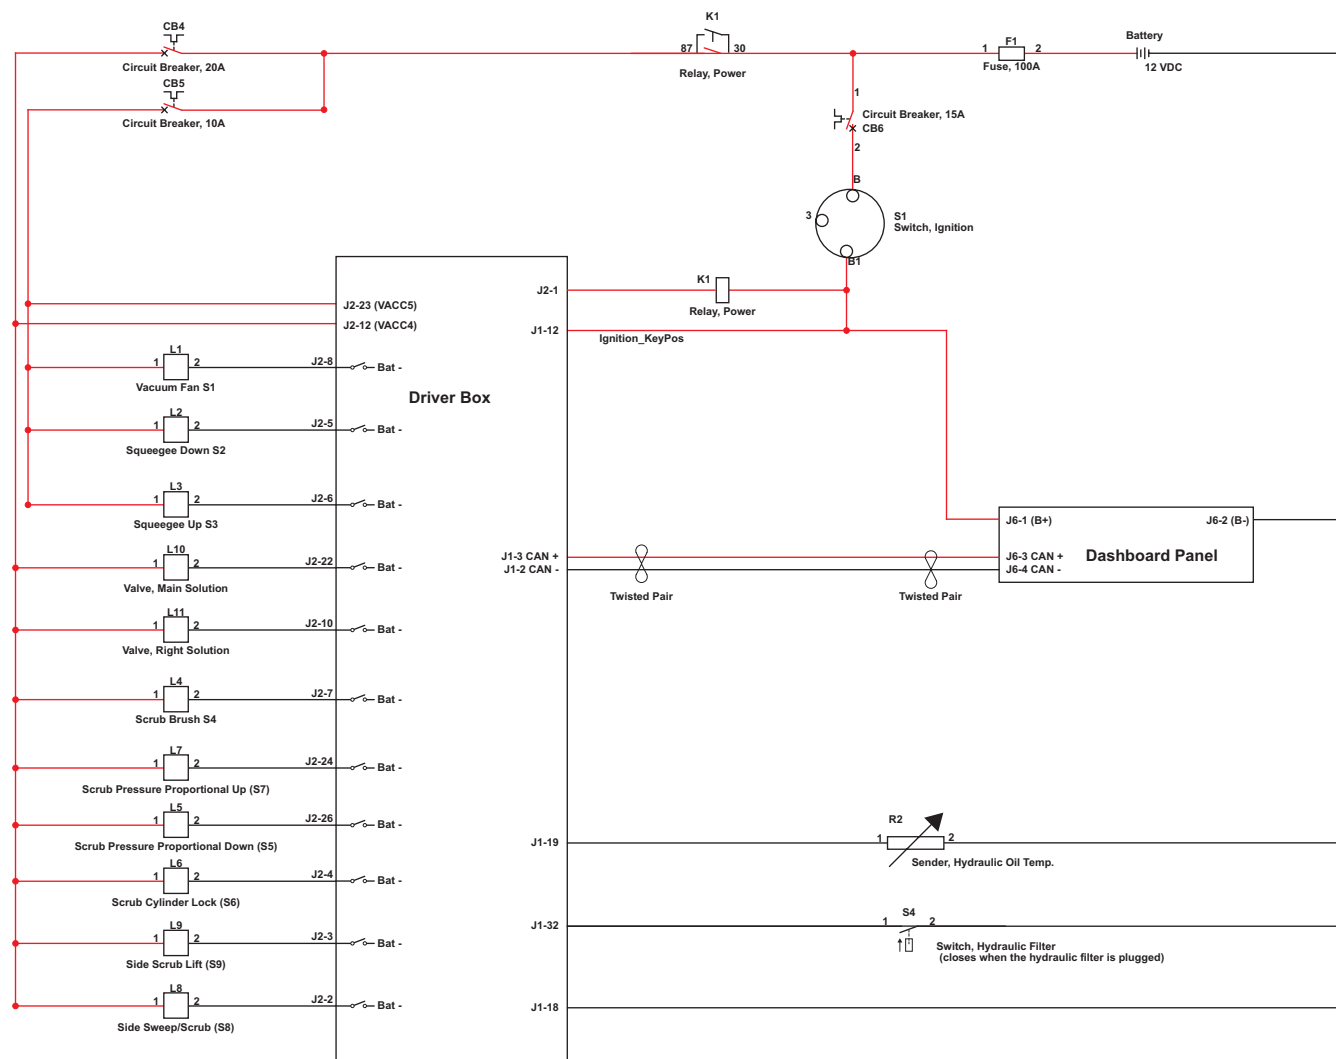 CB4
Circuit Breaker, 20A
CB5
Circuit Breaker, 10A
K1
87 30
Relay, Power
1 F1 2
Fuse, 100A
Battery
12 VDC
1
Circuit Breaker, 15A
CB6
2
B
3
S1
Switch, Ignition
B1
J2-23 (VACC5)
J2-12 (VACC4)
J2-1
K1
Relay, Power
J1-12
Ignition_KeyPos
Driver Box
L1
1 2 J2-8 Bat -
Vacuum Fan S1
L2
1 2 J2-5 Bat -
Squeegee Down S2
L3
1 2 J2-6 Bat -
Squeegee Up S3
L10
1 2 J2-22 Bat -
Valve, Main Solution
L11
1 2 J2-10 Bat -
Valve, Right Solution
L4
1 2 J2-7 Bat -
Scrub Brush S4
L7
1 2 J2-24 Bat -
Scrub Pressure Proportional Up (S7)
L5
1 2 J2-26 Bat -
Scrub Pressure Proportional Down (S5)
L6
1 2 J2-4 Bat -
Scrub Cylinder Lock (S6)
L9
1 2 J2-3 Bat -
Side Scrub Lift (S9)
L8
1 2 J2-2 Bat -
Side Sweep/Scrub (S8)
J1-3 CAN +
J1-2 CAN -
Twisted Pair
Twisted Pair
J6-1 (B+)
J6-2 (B-)
Dashboard Panel
J6-3 CAN +
J6-4 CAN -
J1-19
R2
1 2
Sender, Hydraulic Oil Temp.
J1-32
S4
1 2
Switch, Hydraulic Filter
(closes when the hydraulic filter is plugged)
J1-18